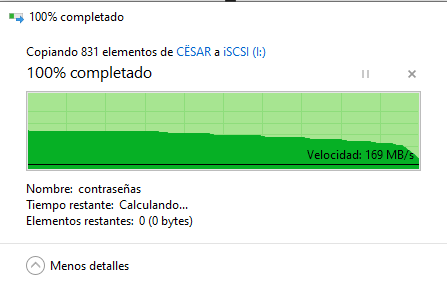 100% completado
Copiando 831 elementos de CËSAR a iSCSI (I:)
100% completado
Velocidad: 169 MB/s
Nombre: contraseñas
Tiempo restante: Calculando...
Elementos restantes: 0 (0 bytes)
Menos detalles